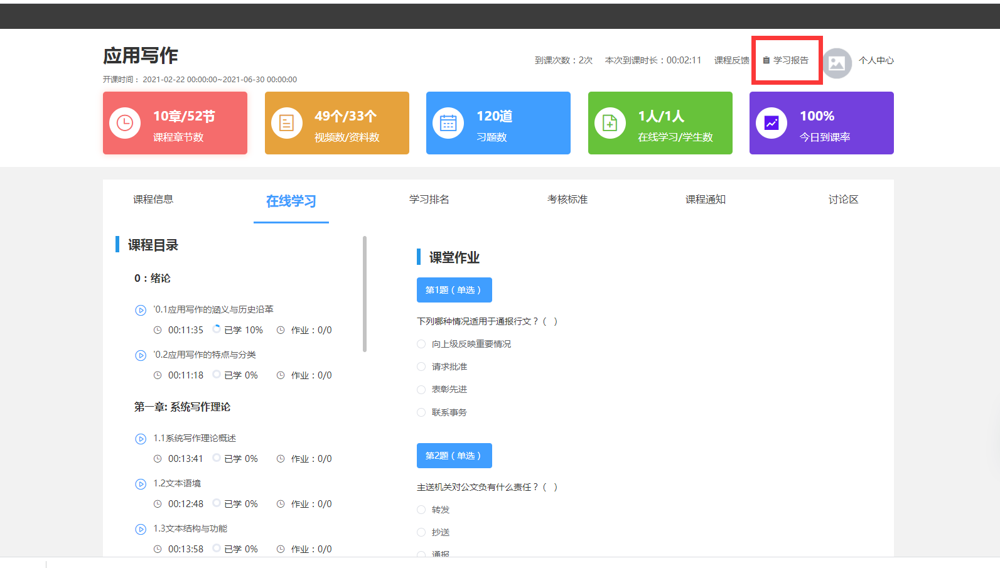 应用写作
到课次数：2次 本次到课时长：00:02:11 课程反馈 学习报告 个人中心
开课时间： 2021-02-22 00:00:00~2021-06-30 00:00:00
10章/52节
课程章节数
49个/33个
视频数/资料数
120道
习题数
1人/1人
在线学习/学生数
100%
今日到课率
课程信息 在线学习 学习排名 考核标准 课程通知 讨论区
课程目录
0：绪论
'0.1应用写作的涵义与历史沿革
00:11:35 已学 10% 作业：0/0
'0.2应用写作的特点与分类
00:11:18 已学 0% 作业：0/0
第一章: 系统写作理论
1.1系统写作理论概述
00:13:41 已学 0% 作业：0/0
1.2文本语境
00:12:48 已学 0% 作业：0/0
1.3文本结构与功能
00:13:58 已学 0% 作业：0/0
课堂作业
第1题（单选）
下列哪种情况适用于通报行文？（ ）
向上级反映重要情况
请求批准
表彰先进
联系事务
第2题（单选）
主送机关对公文负有什么责任？（ ）
转发
抄送
通报